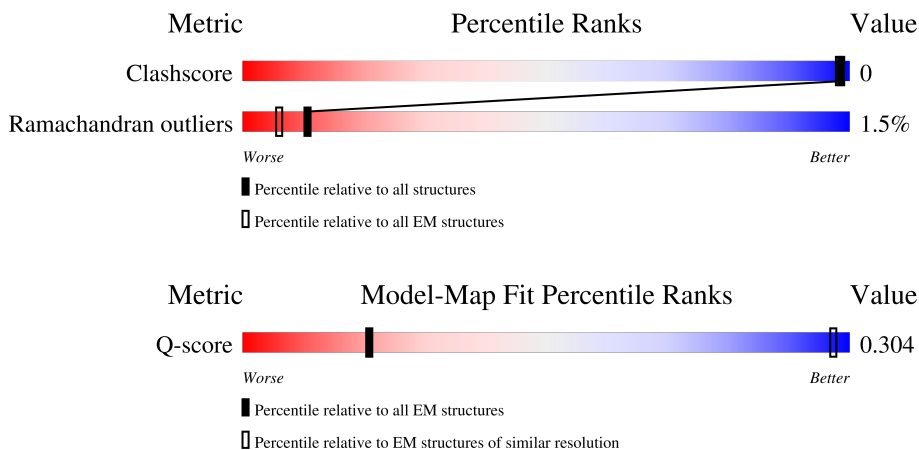 Metric Percentile Ranks Value
Clashscore 0
Ramachandran outliers 1.5%
Worse Better
Percentile relative to all structures
Percentile relative to all EM structures
Metric Model-Map Fit Percentile Ranks Value
Q-score 0.304
Worse Better
Percentile relative to all EM structures
Percentile relative to EM structures of similar resolution